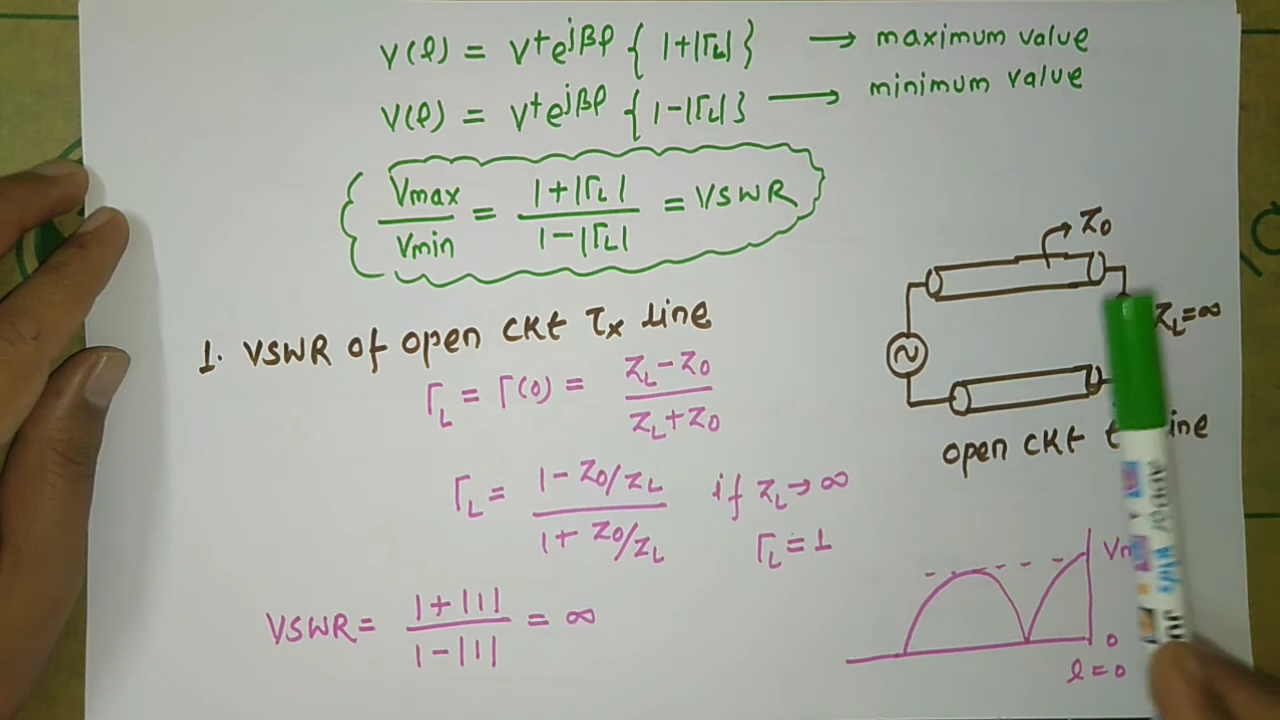 V(l) = V⁺e^jβl { 1+|ΓL| } → maximum value
V(l) = V⁺e^jβl { 1-|ΓL| } → minimum value
Vmax/Vmin = 1+|ΓL| / 1-|ΓL| = VSWR
Z0
1. VSWR of open ckt Tx line
ZL=∞
ΓL = Γ(0) = ZL-Z0 / ZL+Z0
open ckt
ΓL = 1-Z0/ZL / 1+Z0/ZL if ZL→∞
ΓL=1
VSWR = 1+|1| / 1-|1| = ∞
0
l=0